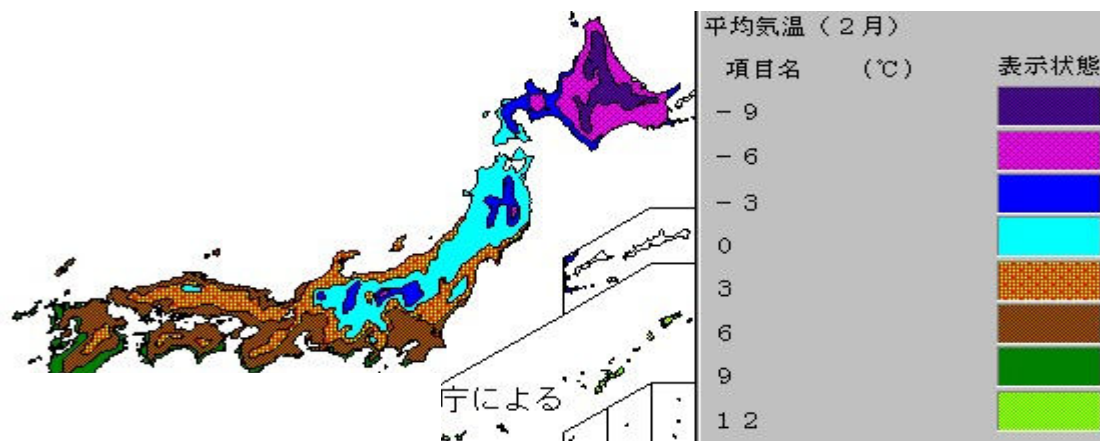 平均気温（２月）
項目名　（℃）　表示状態
－９
－６
－３
０
３
６
９
１２
庁による